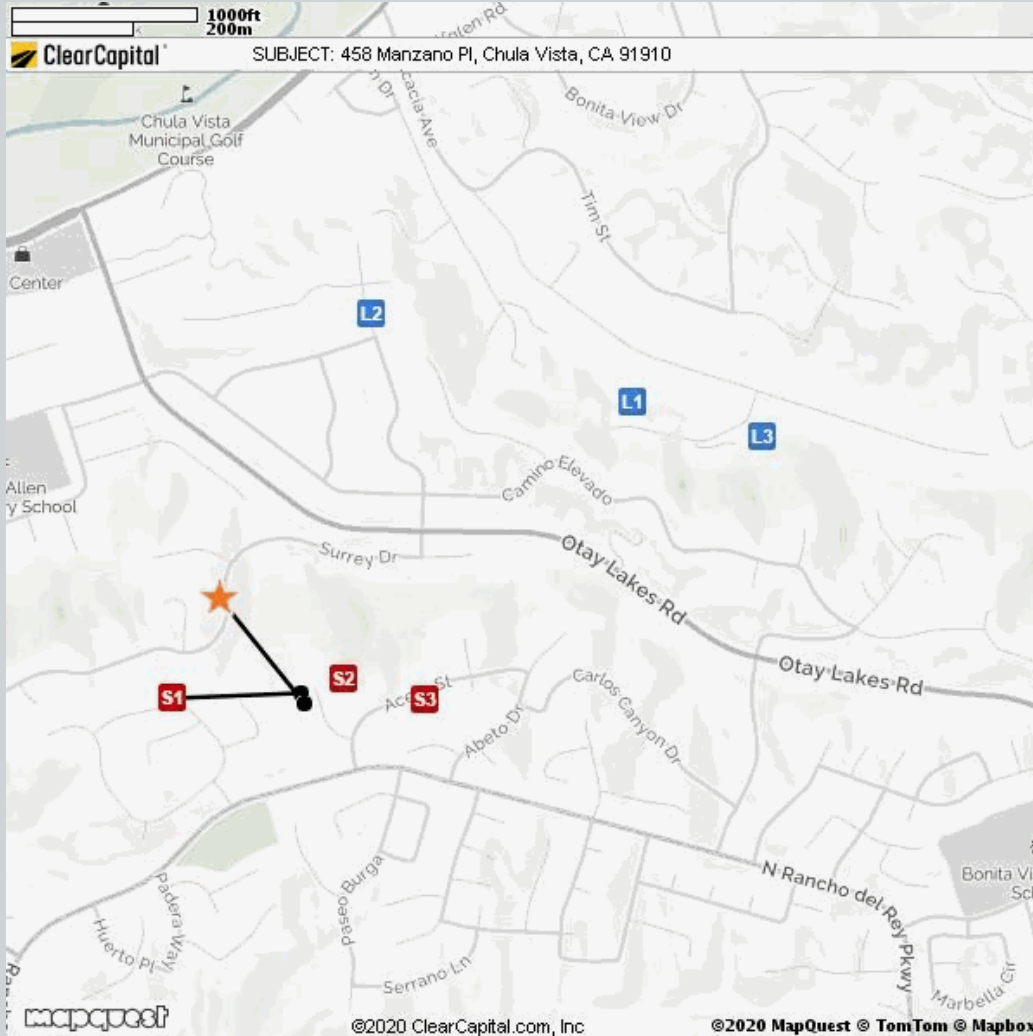 1000ft
200m
ClearCapital
SUBJECT: 458 Manzano Pl, Chula Vista, CA 91910
Acacia Ave
Bonita View Dr
Chula Vista
Municipal Golf
Course
Tim St
Center
L2
L1
L3
Camino Elevado
Allen
y School
Surrey Dr
Otay Lakes Rd
Otay Lakes Rd
S1
S2
S3
St
Abeto Dr
Carlos Canyon Dr
N Rancho del Rey Pkwy
Bonita Vi
Sch
Paseo Burga
Padera Way
Huerto Pl
Serrano Ln
Marbella Cir
mapquest
©2020 ClearCapital.com, Inc
©2020 MapQuest © TomTom © Mapbo